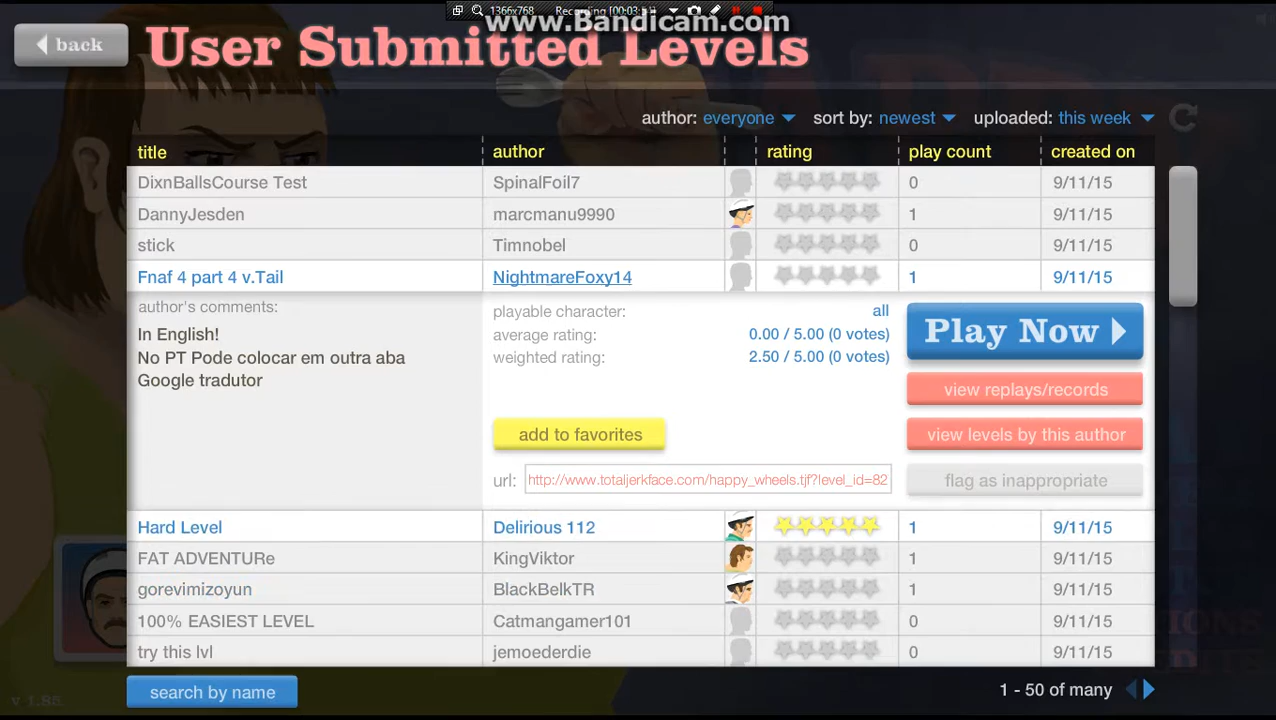 1366x768 Recording [00:03:
www.Bandicam.com
back User Submitted Levels
author: everyone sort by: newest uploaded: this week
title author rating play count created on
DixnBallsCourse Test SpinalFoil7 0 9/11/15
DannyJesden marcmanu9990 1 9/11/15
stick Timnobel 0 9/11/15
Fnaf 4 part 4 v.Tail NightmareFoxy14 1 9/11/15
author's comments:
In English!
No PT Pode colocar em outra aba
Google tradutor
playable character: all
average rating: 0.00 / 5.00 (0 votes)
weighted rating: 2.50 / 5.00 (0 votes)
add to favorites
url: http://www.totaljerkface.com/happy_wheels.tjf?level_id=82
Play Now
view replays/records
view levels by this author
flag as inappropriate
Hard Level Delirious 112 1 9/11/15
FAT ADVENTURe KingViktor 1 9/11/15
gorevimizoyun BlackBelkTR 1 9/11/15
100% EASIEST LEVEL Catmangamer101 0 9/11/15
try this lvl jemoederdie 0 9/11/15
search by name 1 - 50 of many
v 1.85